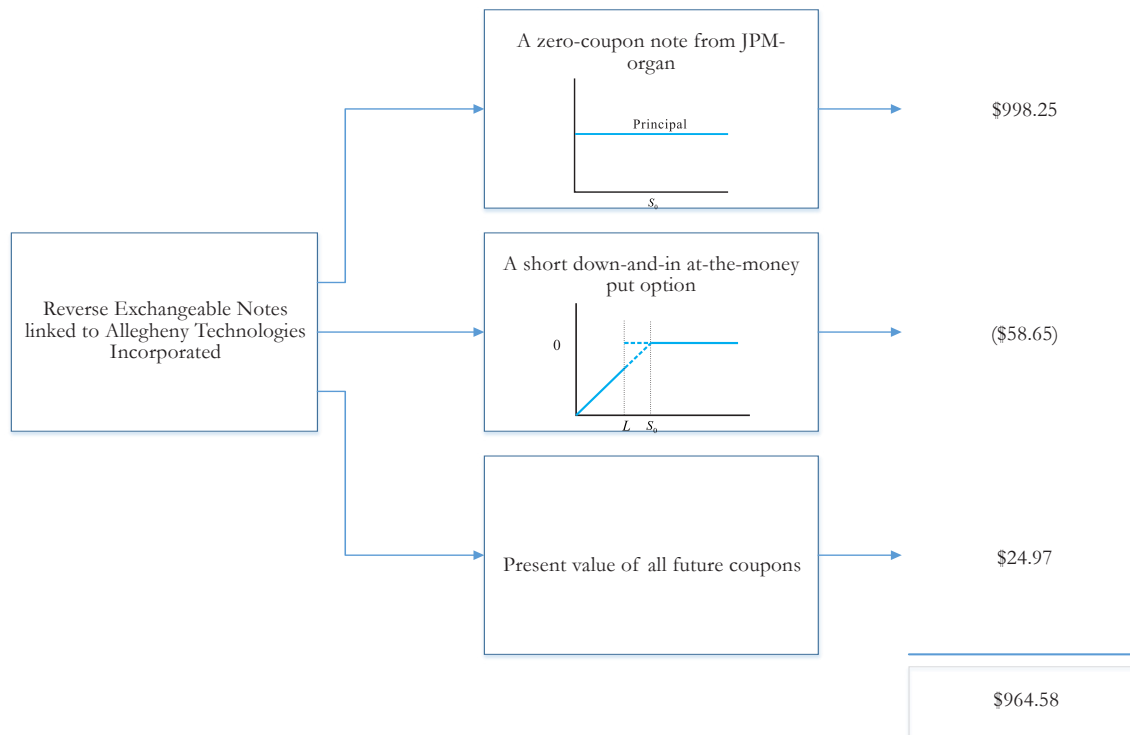 A zero-coupon note from JPM-
organ
Principal
S₀
$998.25
Reverse Exchangeable Notes
linked to Allegheny Technologies
Incorporated
A short down-and-in at-the-money
put option
0
L S₀
($58.65)
Present value of all future coupons
$24.97
$964.58